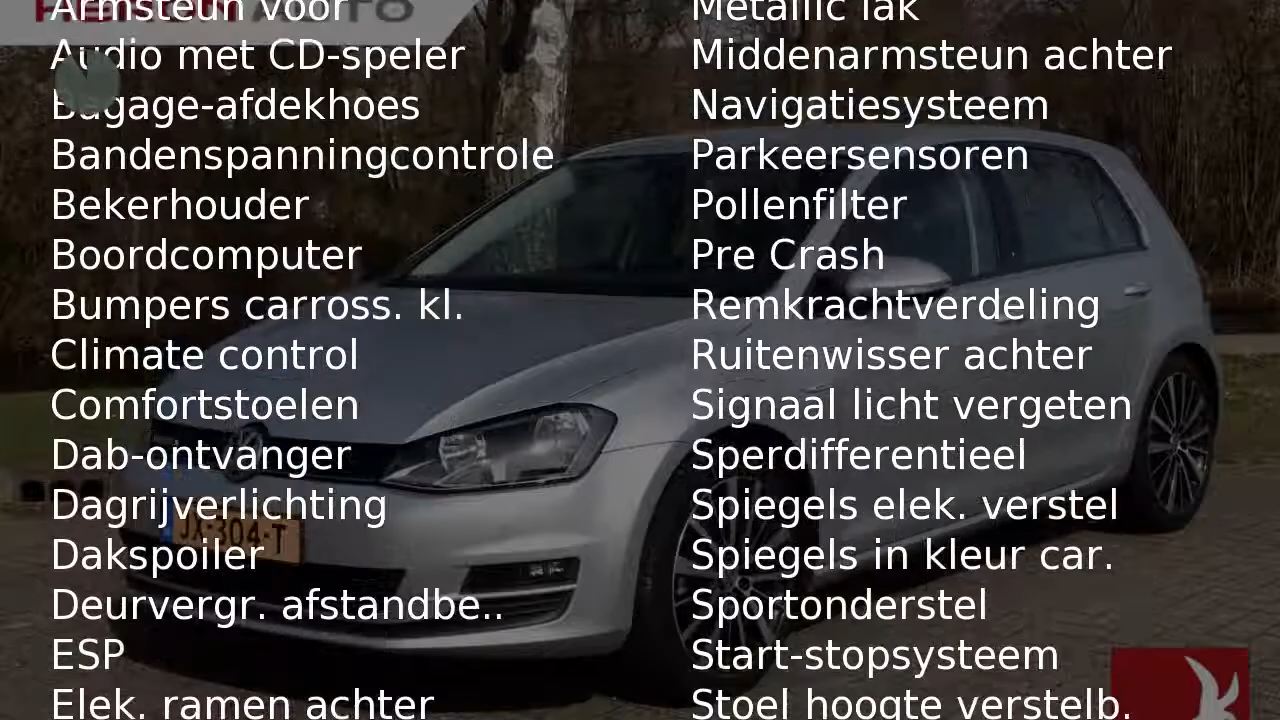 Armsteun voor
Audio met CD-speler
Bagage-afdekhoes
Bandenspanningcontrole
Bekerhouder
Boordcomputer
Bumpers carross. kl.
Climate control
Comfortstoelen
Dab-ontvanger
Dagrijverlichting
Dakspoiler
Deurvergr. afstandbe..
ESP
Elek. ramen achter
Metallic lak
Middenarmsteun achter
Navigatiesysteem
Parkeersensoren
Pollenfilter
Pre Crash
Remkrachtverdeling
Ruitenwisser achter
Signaal licht vergeten
Sperdifferentieel
Spiegels elek. verstel
Spiegels in kleur car.
Sportonderstel
Start-stopsysteem
Stoel hoogte verstelb.